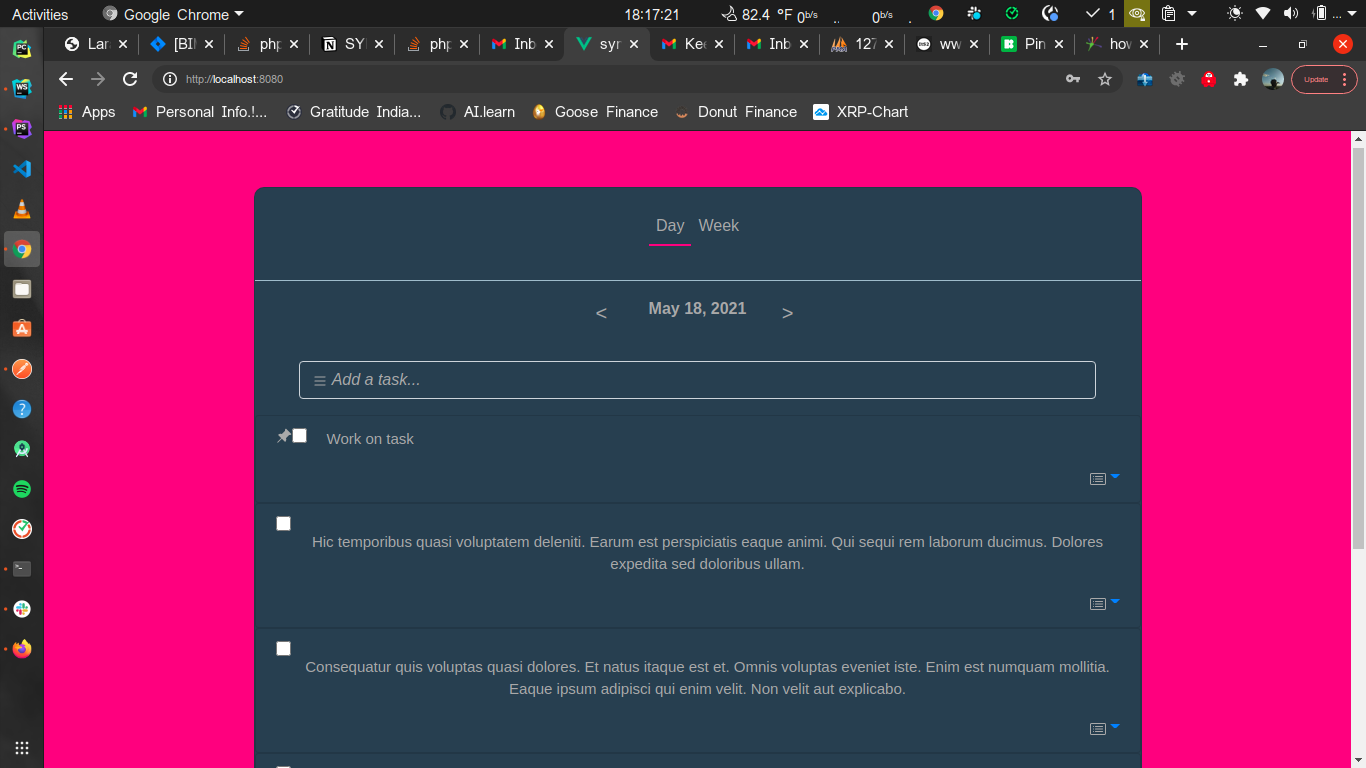 Activities Google Chrome 18:17:21 82.4 °F 0b/s .. 0b/s . 1 ...
Lar [BII php SYI php Inb syr Kee Inb 127 ww Pin how
http://localhost:8080 Update
Apps Personal Info.!... Gratitude India... AI.learn Goose Finance Donut Finance XRP-Chart
Day Week
< May 18, 2021 >
Add a task...
Work on task
Hic temporibus quasi voluptatem deleniti. Earum est perspiciatis eaque animi. Qui sequi rem laborum ducimus. Dolores
expedita sed doloribus ullam.
Consequatur quis voluptas quasi dolores. Et natus itaque est et. Omnis voluptas eveniet iste. Enim est numquam mollitia.
Eaque ipsum adipisci qui enim velit. Non velit aut explicabo.